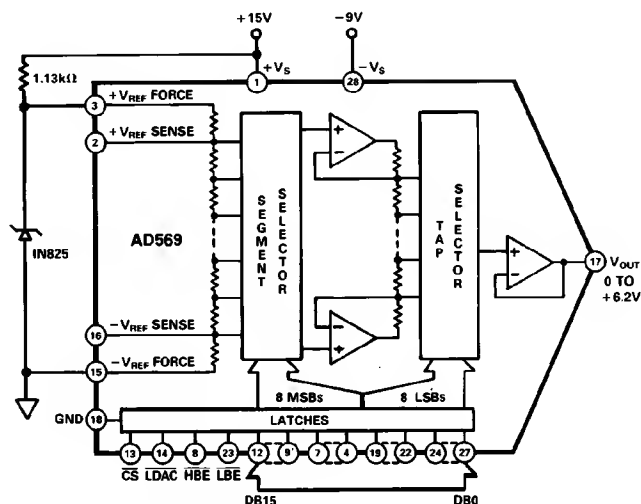 +15V
−9V
1.13kΩ
+VS
−VS
1
28
+VREF FORCE
3
+VREF SENSE
2
SEGMENT
SELECTOR
TAP
SELECTOR
+
−
−
+
+
−
AD569
IN825
17
VOUT
0 TO
+6.2V
−VREF SENSE
16
−VREF FORCE
15
8 MSBs
8 LSBs
GND
18
LATCHES
13 14 8 23 12 9 7 4 19 22 24 27
CS LDAC HBE LBE
DB15
DB0